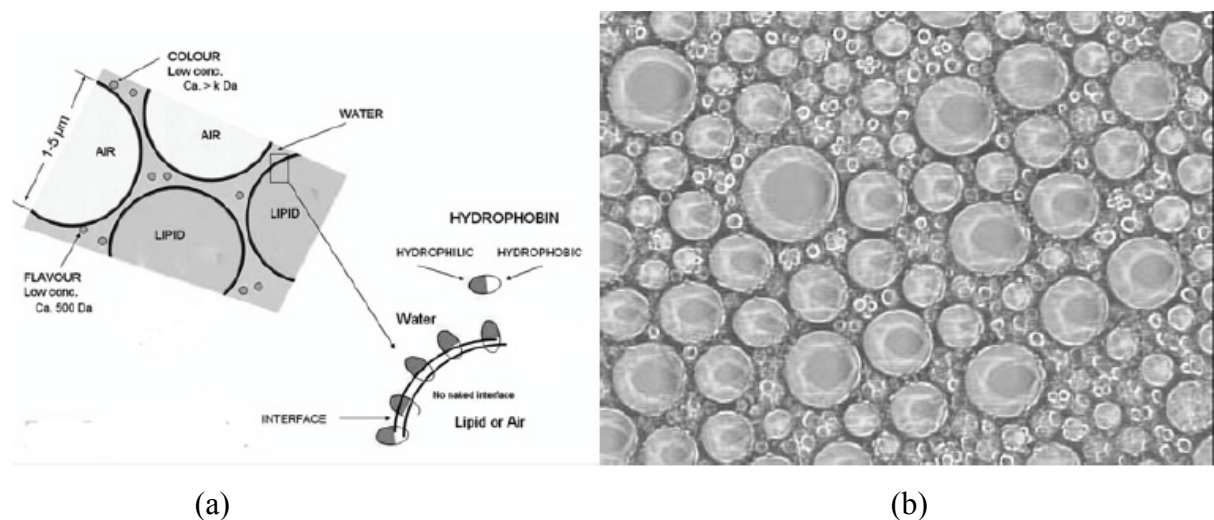 COLOUR
Low conc.
Ca. > k Da
WATER
1-5 µm
AIR
AIR
LIPID
LIPID
FLAVOUR
Low conc.
Ca. 500 Da
HYDROPHOBIN
HYDROPHILIC
HYDROPHOBIC
Water
No naked interface
INTERFACE
Lipid or Air
(a)
(b)